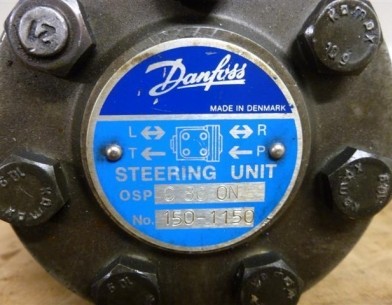 Danfoss
MADE IN DENMARK
L R
T P
STEERING UNIT
OSP ON
No. 150-1150